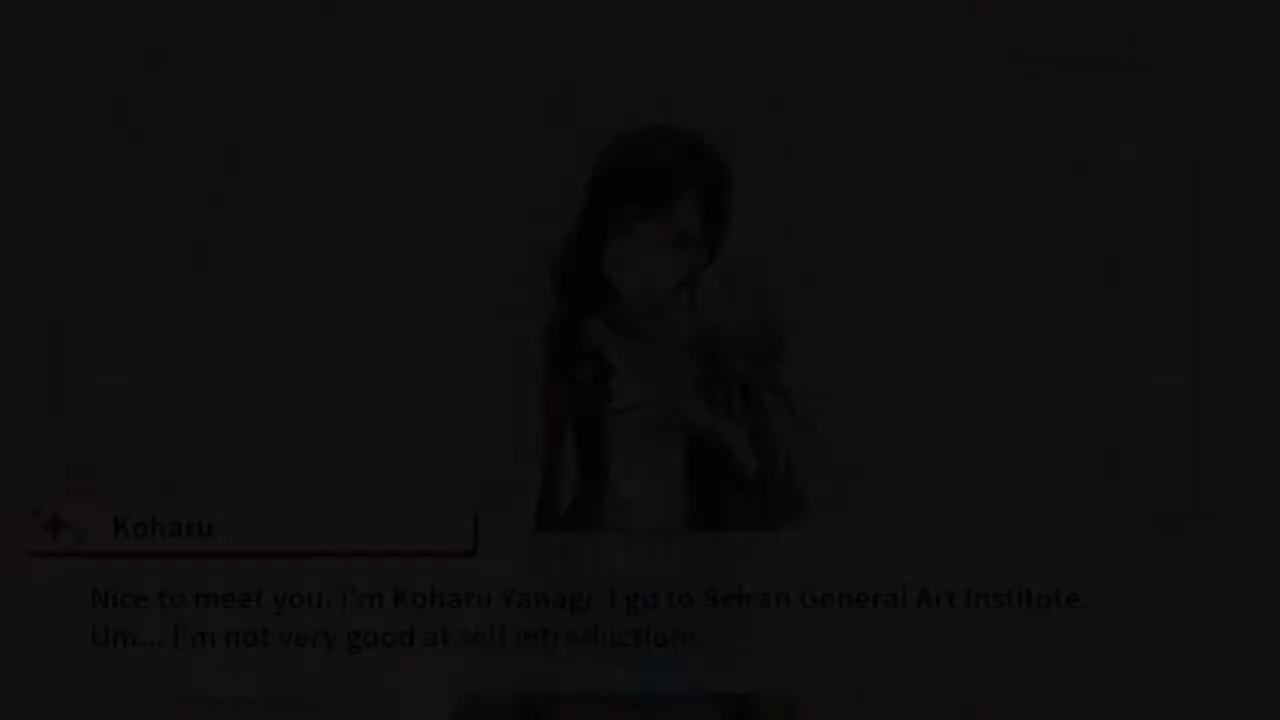 Koharu
Nice to meet you. I'm Koharu Yanagi. I go to Seiran General Art Institute.
Um... I'm not very good at self introductions.